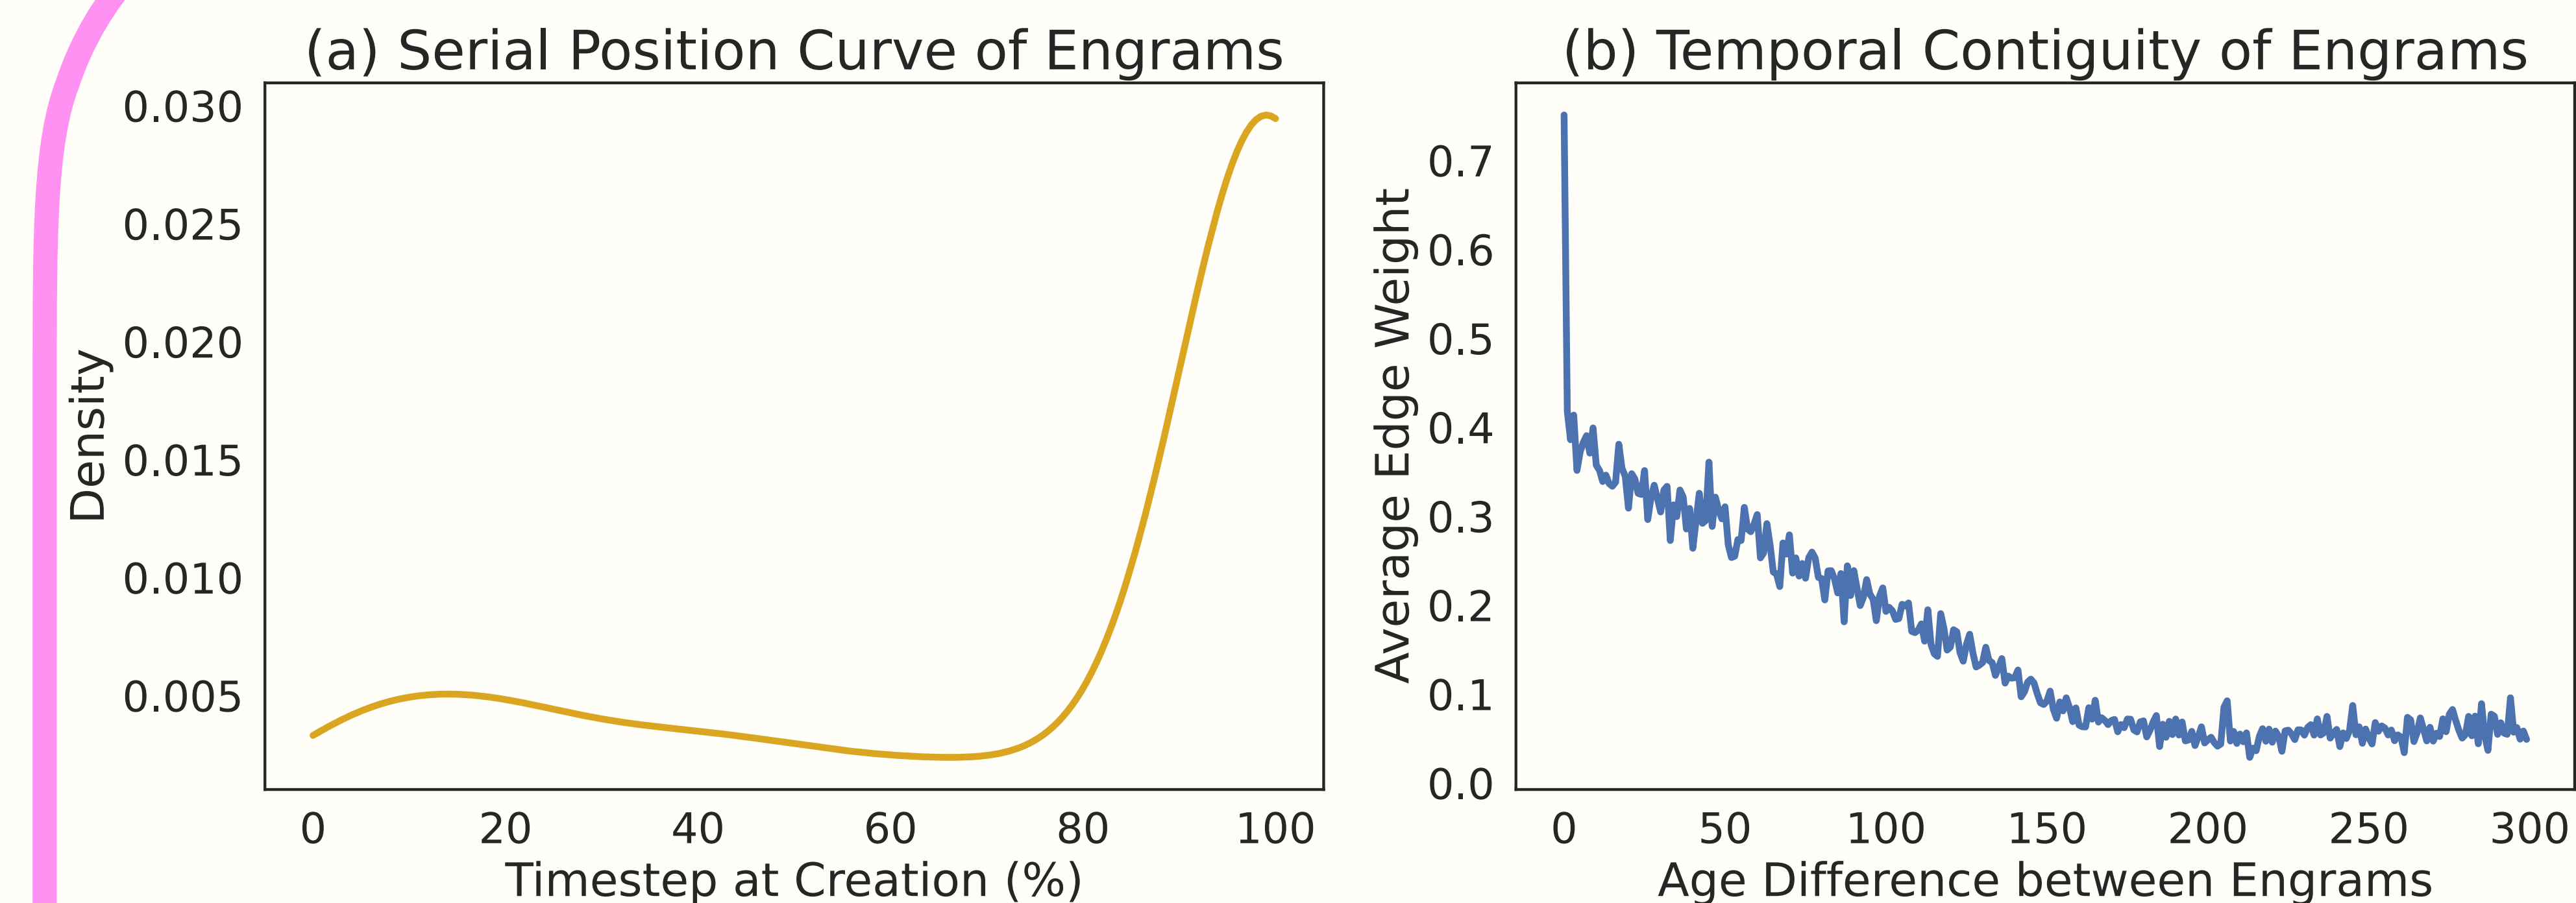 (a) Serial Position Curve of Engrams
0.030
0.025
0.020
0.015
0.010
0.005
Density
0 20 40 60 80 100
Timestep at Creation (%)
(b) Temporal Contiguity of Engrams
0.7
0.6
0.5
0.4
0.3
0.2
0.1
0.0
Average Edge Weight
0 50 100 150 200 250 300
Age Difference between Engrams